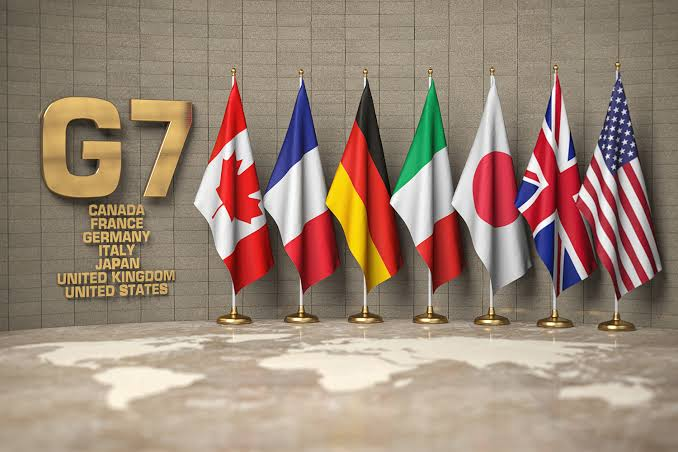 G7
CANADA
FRANCE
GERMANY
ITALY
JAPAN
UNITED KINGDOM
UNITED STATES